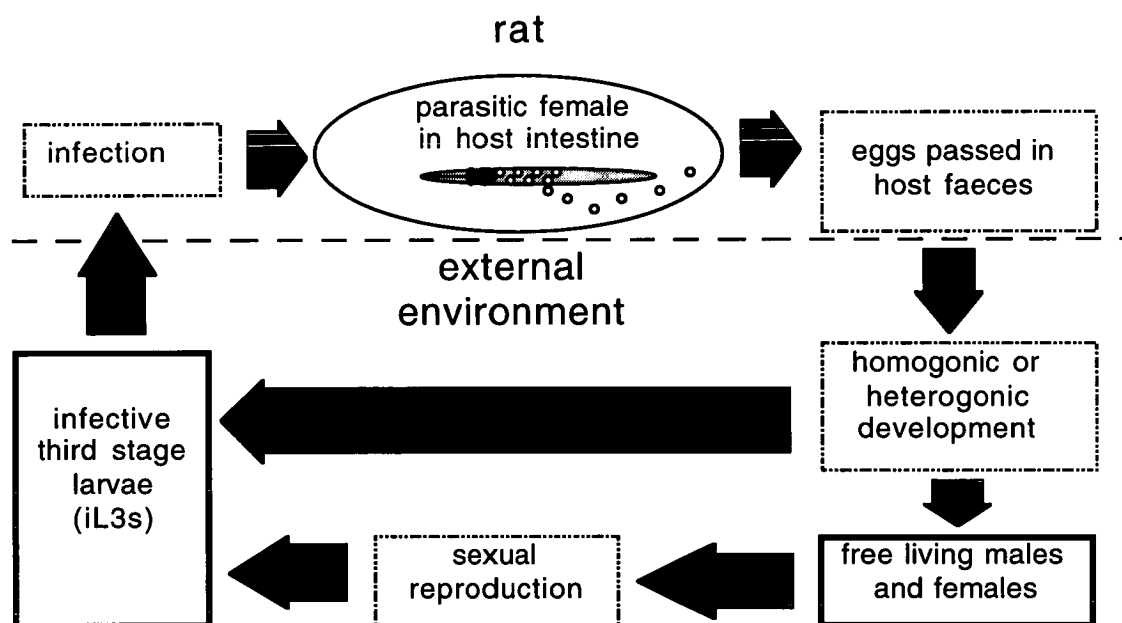 rat
infection
parasitic female
in host intestine
eggs passed in
host faeces
external
environment
homogonic or
heterogonic
development
infective
third stage
larvae
(iL3s)
sexual
reproduction
free living males
and females